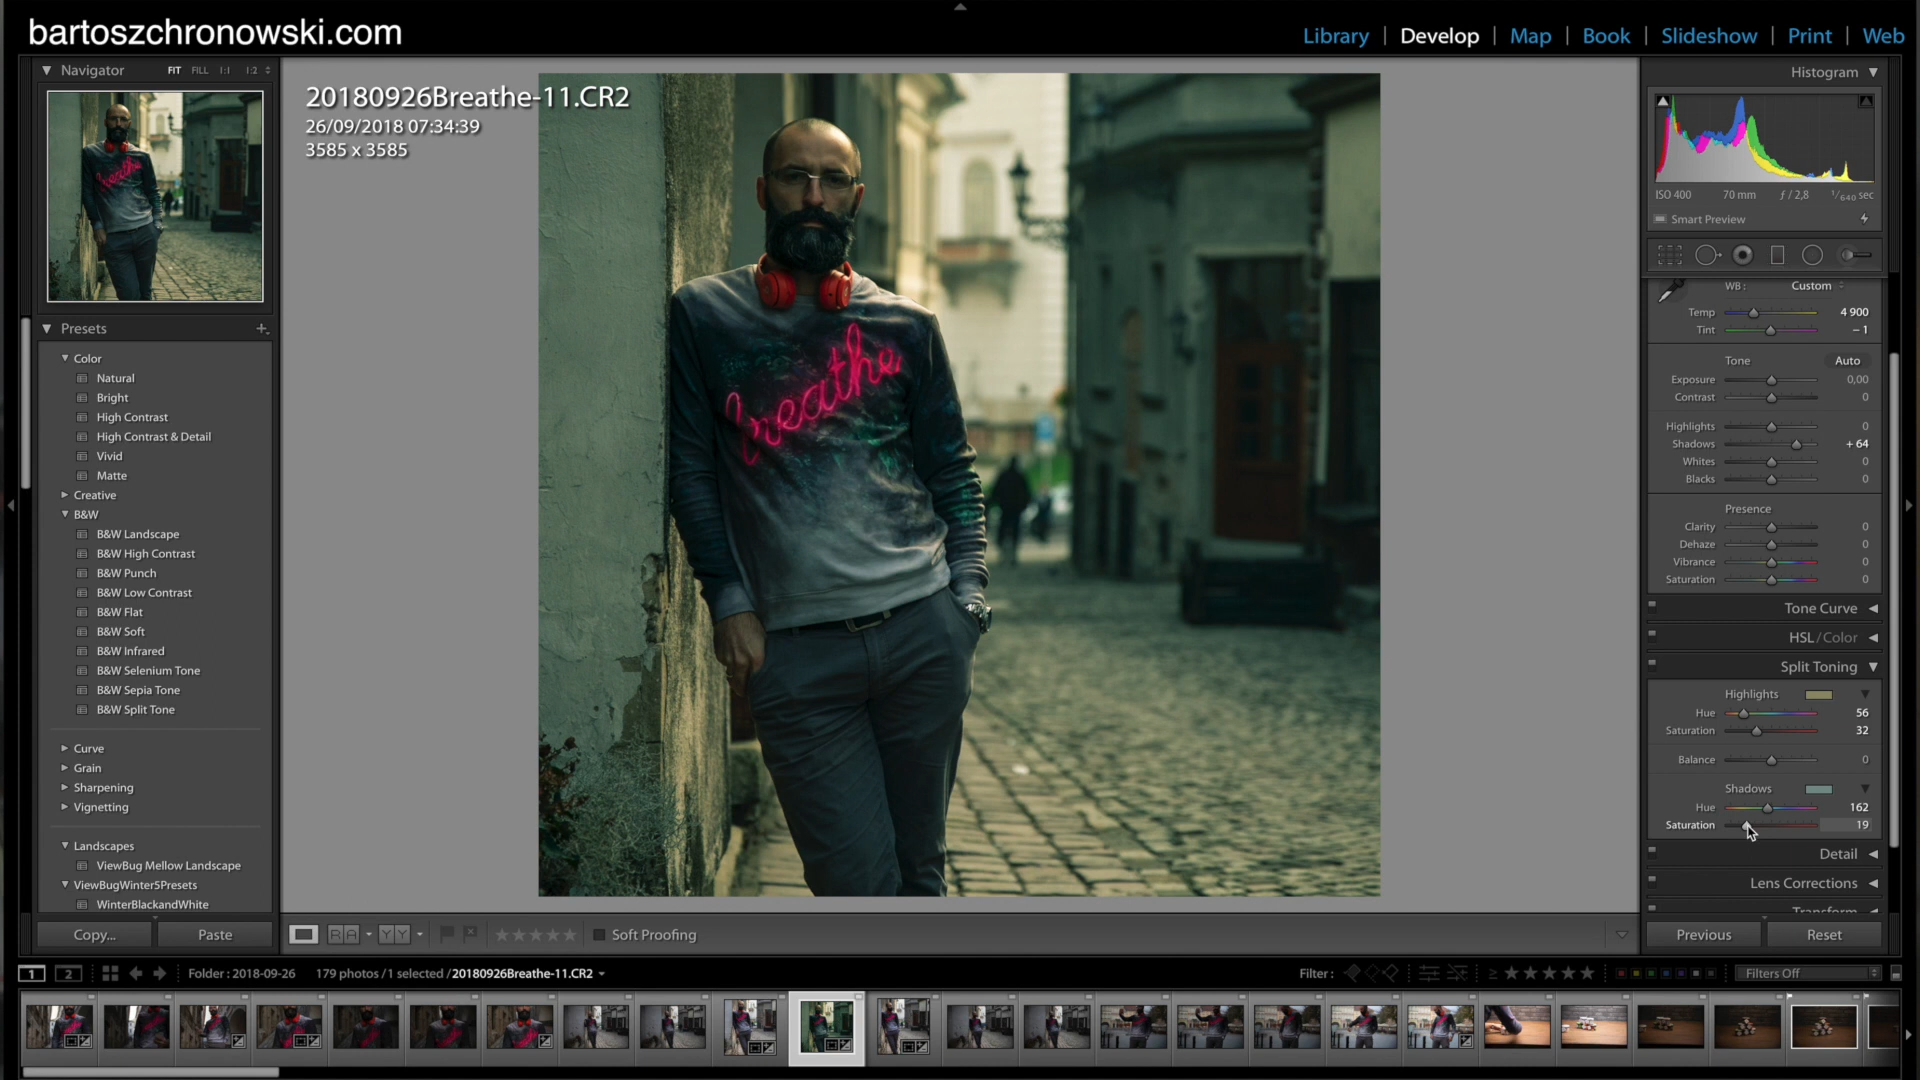 bartoszchronowski.com
Library | Develop | Map | Book | Slideshow | Print | Web
Navigator FIT FILL 1:1 1:2
Presets
Color
Natural
Bright
High Contrast
High Contrast & Detail
Vivid
Matte
Creative
B&W
B&W Landscape
B&W High Contrast
B&W Punch
B&W Low Contrast
B&W Flat
B&W Soft
B&W Infrared
B&W Selenium Tone
B&W Sepia Tone
B&W Split Tone
Curve
Grain
Sharpening
Vignetting
Landscapes
ViewBug Mellow Landscape
ViewBugWinter5Presets
WinterBlackandWhite
Copy... Paste
20180926Breathe-11.CR2
26/09/2018 07:34:39
3585 x 3585
breathe
Histogram
ISO 400 70 mm ƒ / 2,8 1/640 sec
Smart Preview
WB : Custom
Temp 4 900
Tint – 1
Tone Auto
Exposure 0,00
Contrast 0
Highlights 0
Shadows + 64
Whites 0
Blacks 0
Presence
Clarity 0
Dehaze 0
Vibrance 0
Saturation 0
Tone Curve
HSL / Color
Split Toning
Highlights
Hue 56
Saturation 32
Balance 0
Shadows
Hue 162
Saturation 19
Detail
Lens Corrections
Transform
Previous Reset
R A Y Y Soft Proofing
1 2 Folder : 2018-09-26 179 photos / 1 selected / 20180926Breathe-11.CR2 Filter : ≥ Filters Off